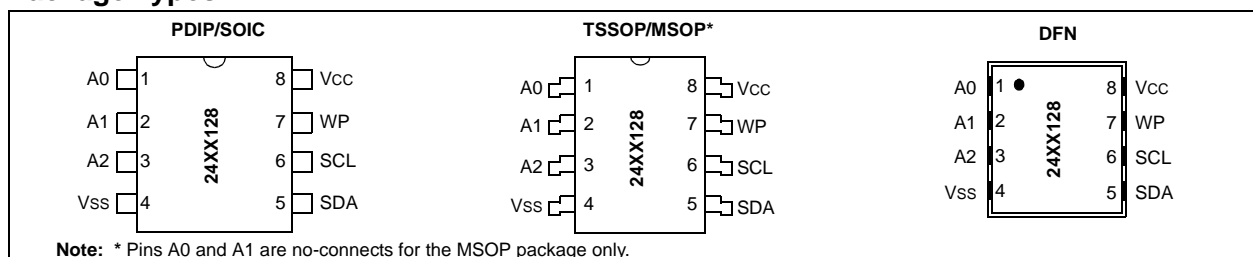 PDIP/SOIC
A0 1 8 VCC
A1 2 7 WP
A2 3 6 SCL
VSS 4 5 SDA
24XX128
TSSOP/MSOP*
A0 1 8 VCC
A1 2 7 WP
A2 3 6 SCL
VSS 4 5 SDA
24XX128
DFN
A0 1 8 VCC
A1 2 7 WP
A2 3 6 SCL
VSS 4 5 SDA
24XX128
Note: * Pins A0 and A1 are no-connects for the MSOP package only.